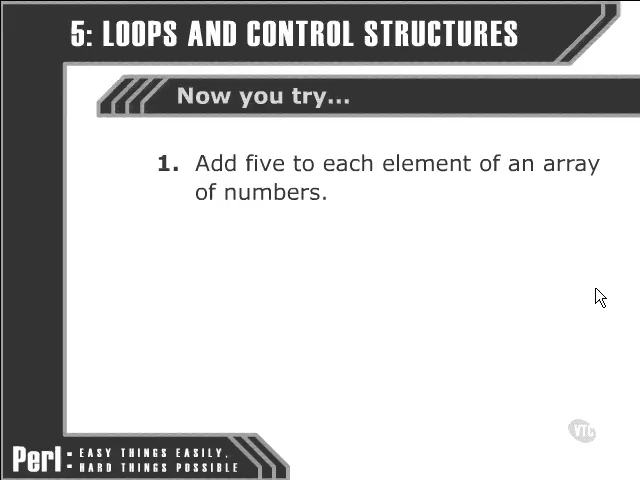 5: LOOPS AND CONTROL STRUCTURES
Now you try...
1. Add five to each element of an array
of numbers.
VTC
Perl: EASY THINGS EASILY.
HARD THINGS POSSIBLE